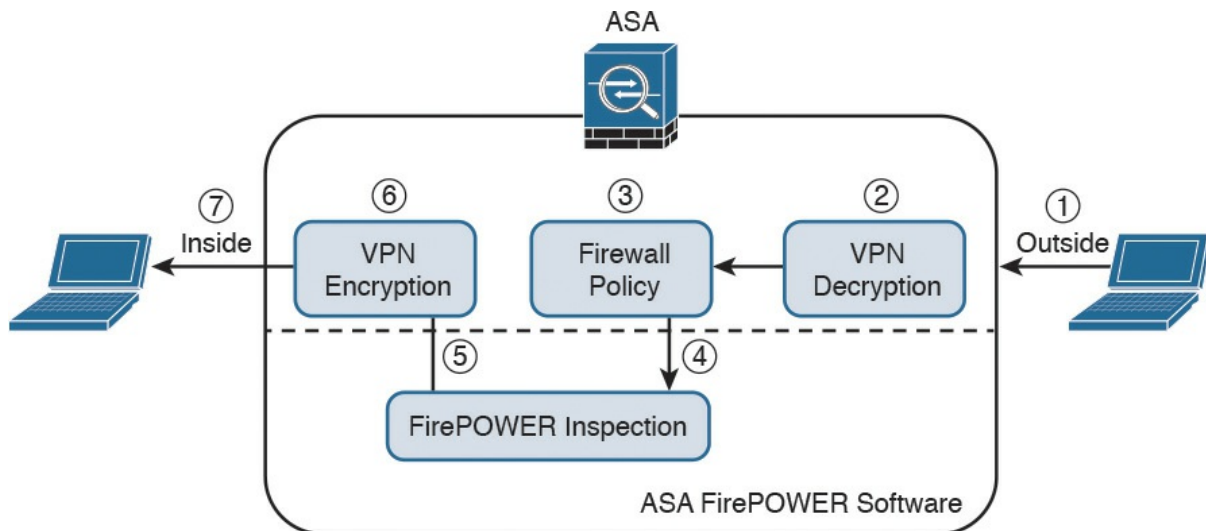 ASA
⑥
③
②
⑦
①
Inside
VPN
Encryption
Firewall
Policy
VPN
Decryption
Outside
⑤
④
FirePOWER Inspection
ASA FirePOWER Software